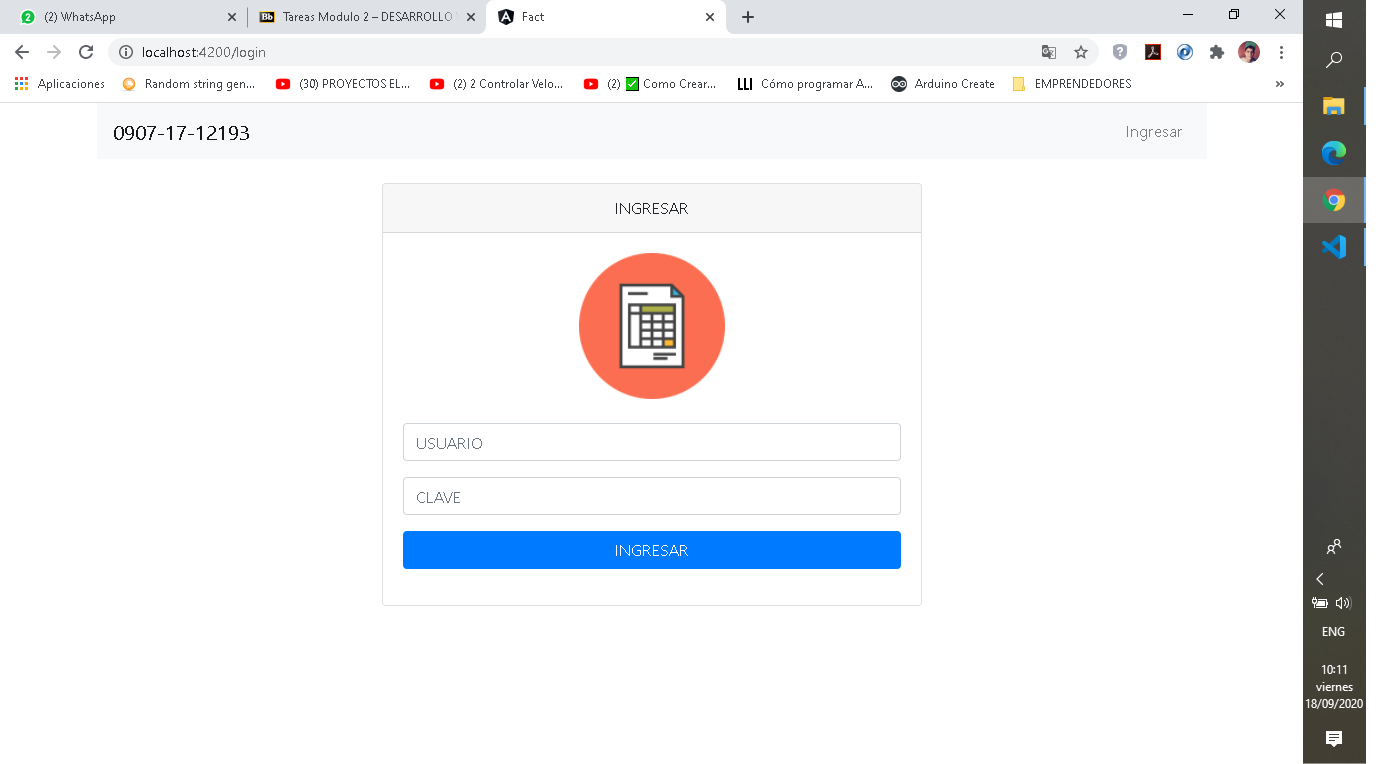 (2) WhatsApp
Bb Tareas Modulo 2 – DESARROLLO
Fact
localhost:4200/login
Aplicaciones
Random string gen...
(30) PROYECTOS EL...
(2) 2 Controlar Velo...
(2) ✅ Como Crear...
Cómo programar A...
Arduino Create
EMPRENDEDORES
»
0907-17-12193
Ingresar
INGRESAR
USUARIO
CLAVE
INGRESAR
ENG
10:11
viernes
18/09/2020